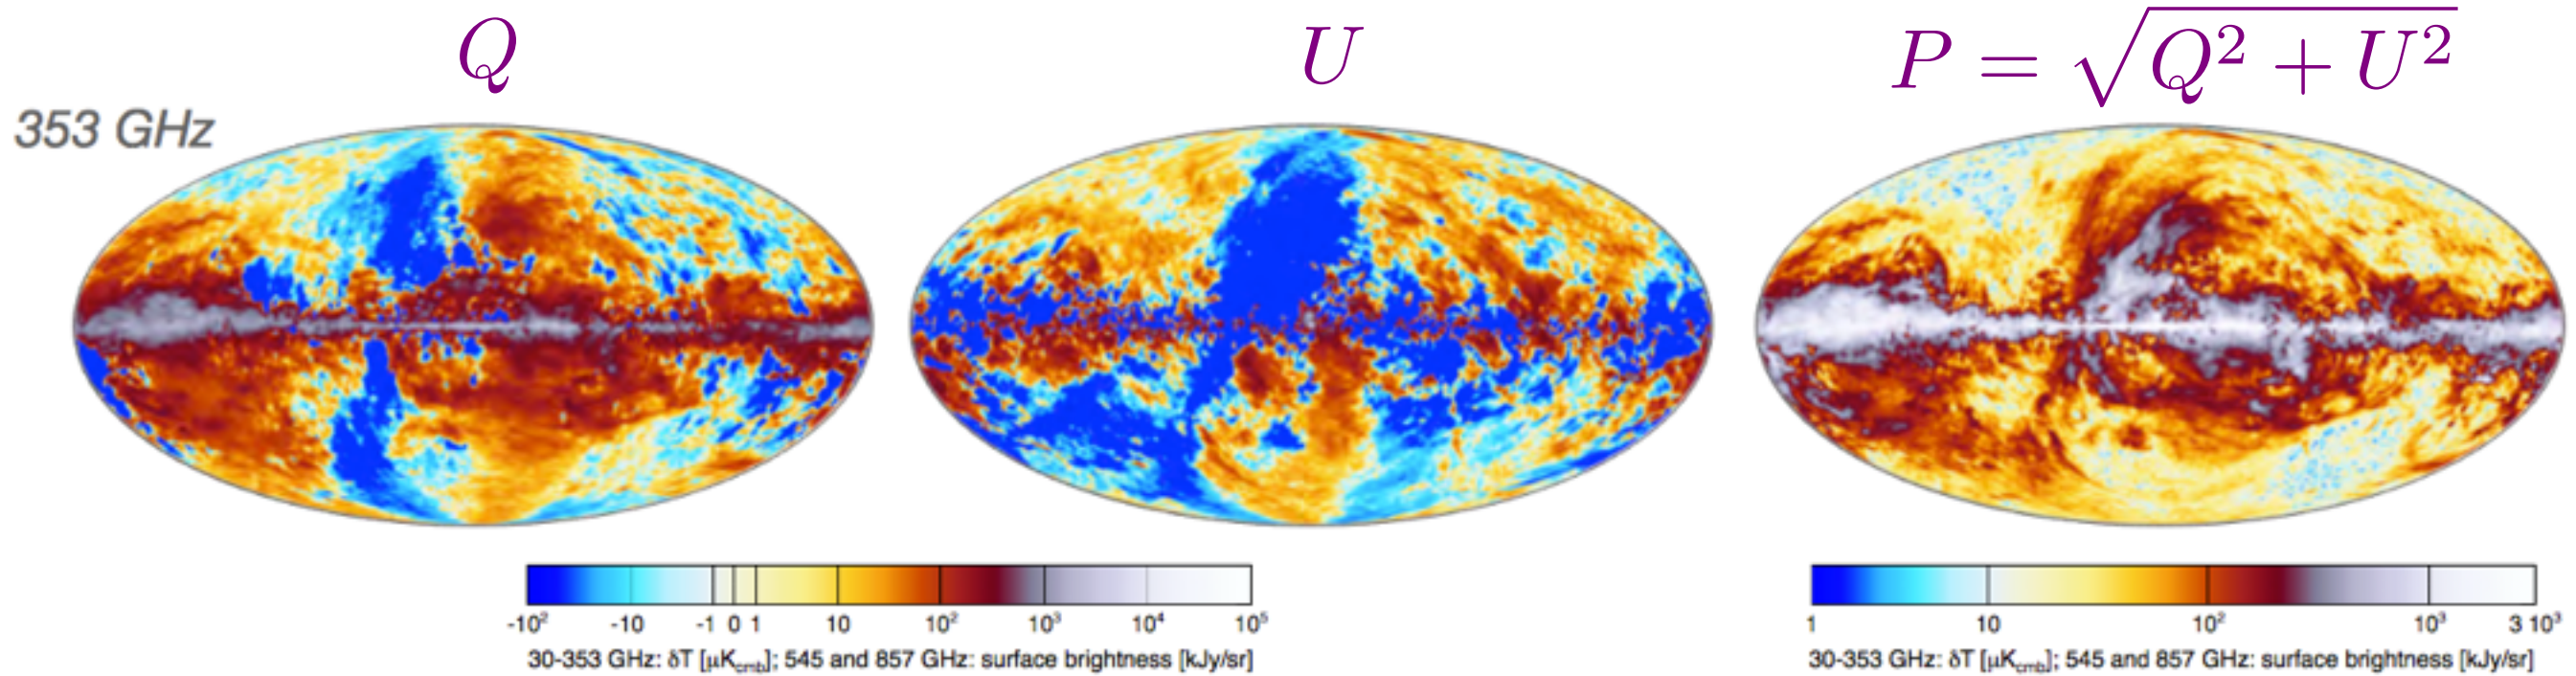 Q
U
P = √Q² + U²
353 GHz
-10² -10 -1 0 1 10 10² 10³ 10⁴ 10⁵
30-353 GHz: δT [μK_cmb]; 545 and 857 GHz: surface brightness [kJy/sr]
1 10 10² 10³ 3 10³
30-353 GHz: δT [μK_cmb]; 545 and 857 GHz: surface brightness [kJy/sr]